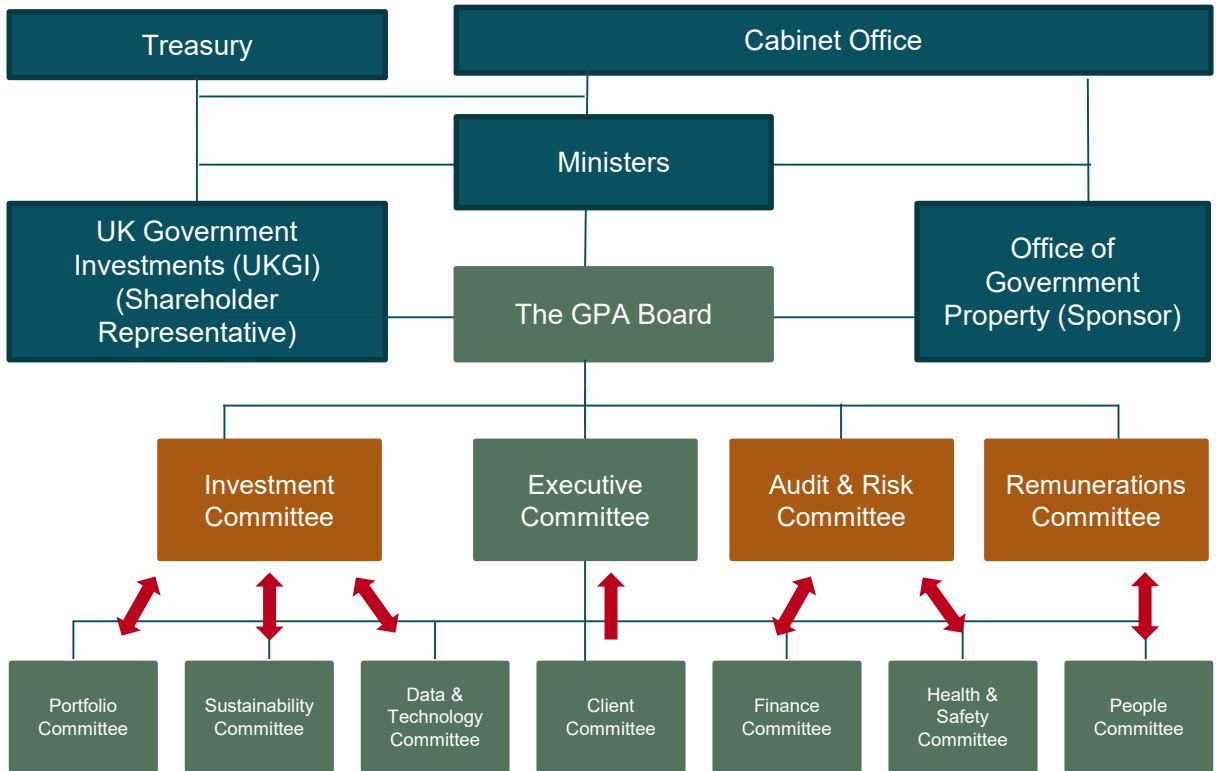 Treasury
Cabinet Office
Ministers
UK Government
Investments (UKGI)
(Shareholder
Representative)
The GPA Board
Office of
Government
Property (Sponsor)
Investment
Committee
Executive
Committee
Audit & Risk
Committee
Remunerations
Committee
Portfolio
Committee
Sustainability
Committee
Data &
Technology
Committee
Client
Committee
Finance
Committee
Health &
Safety
Committee
People
Committee